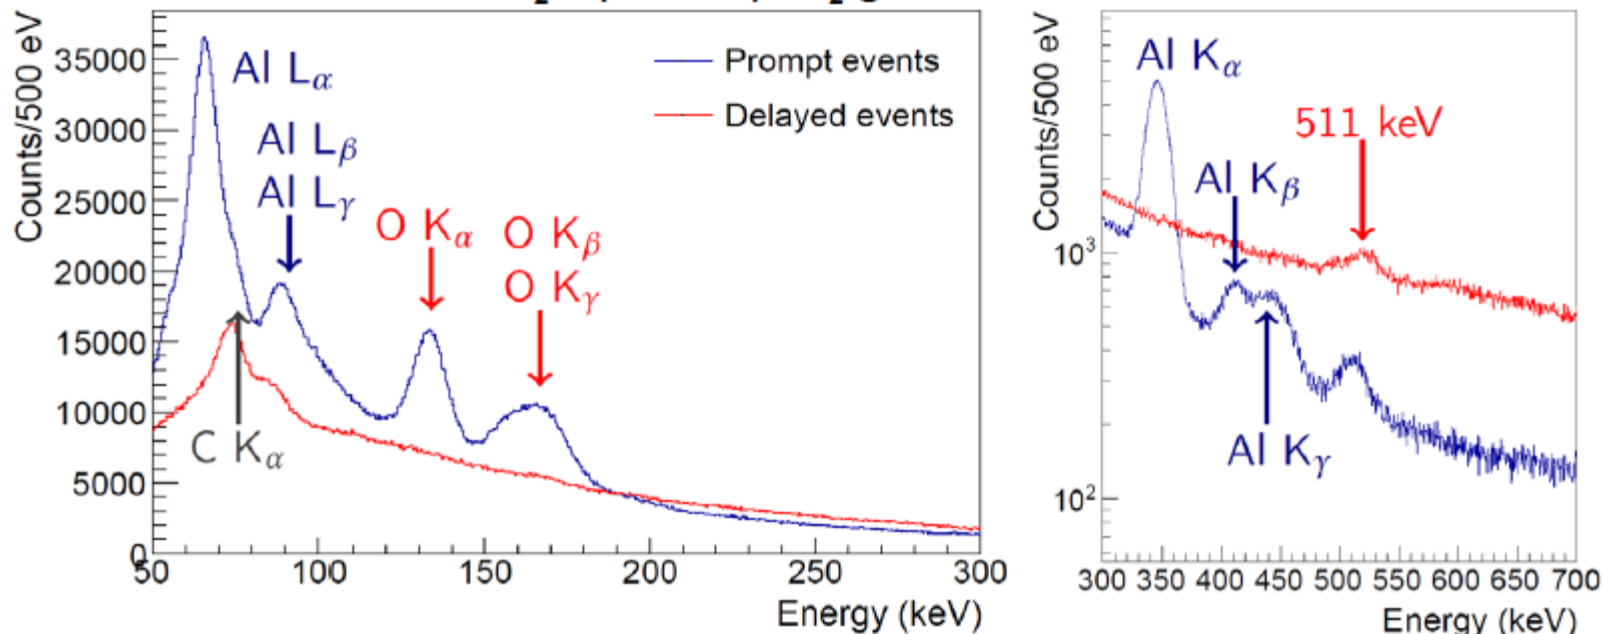 Counts/500 eV
35000
30000
25000
20000
15000
10000
5000
0
50
100
150
200
250
300
Energy (keV)
Al Lα
Al Lβ
Al Lγ
C Kα
O Kα
O Kβ
O Kγ
Prompt events
Delayed events
Counts/500 eV
10³
10²
300 350 400 450 500 550 600 650 700
Energy (keV)
Al Kα
Al Kβ
Al Kγ
511 keV